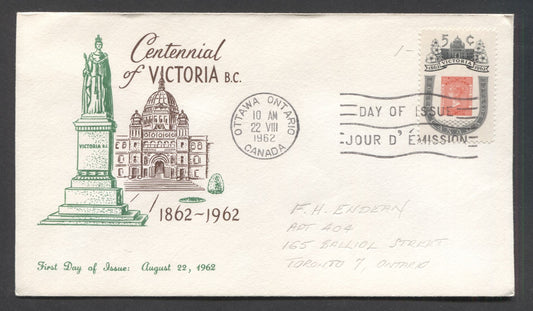 Centennial
of VICTORIA B.C.
VICTORIA R.I.
1862~1962
First Day of Issue: August 22, 1962
OTTAWA ONTARIO
10 AM
22 VIII
1962
CANADA
5 ¢
VICTORIA
DAY OF ISSUE
JOUR D'ÉMISSION
F. H. ENDEAN
APT 404
165 BALLIOL STREET
TORONTO 7, ONTARIO